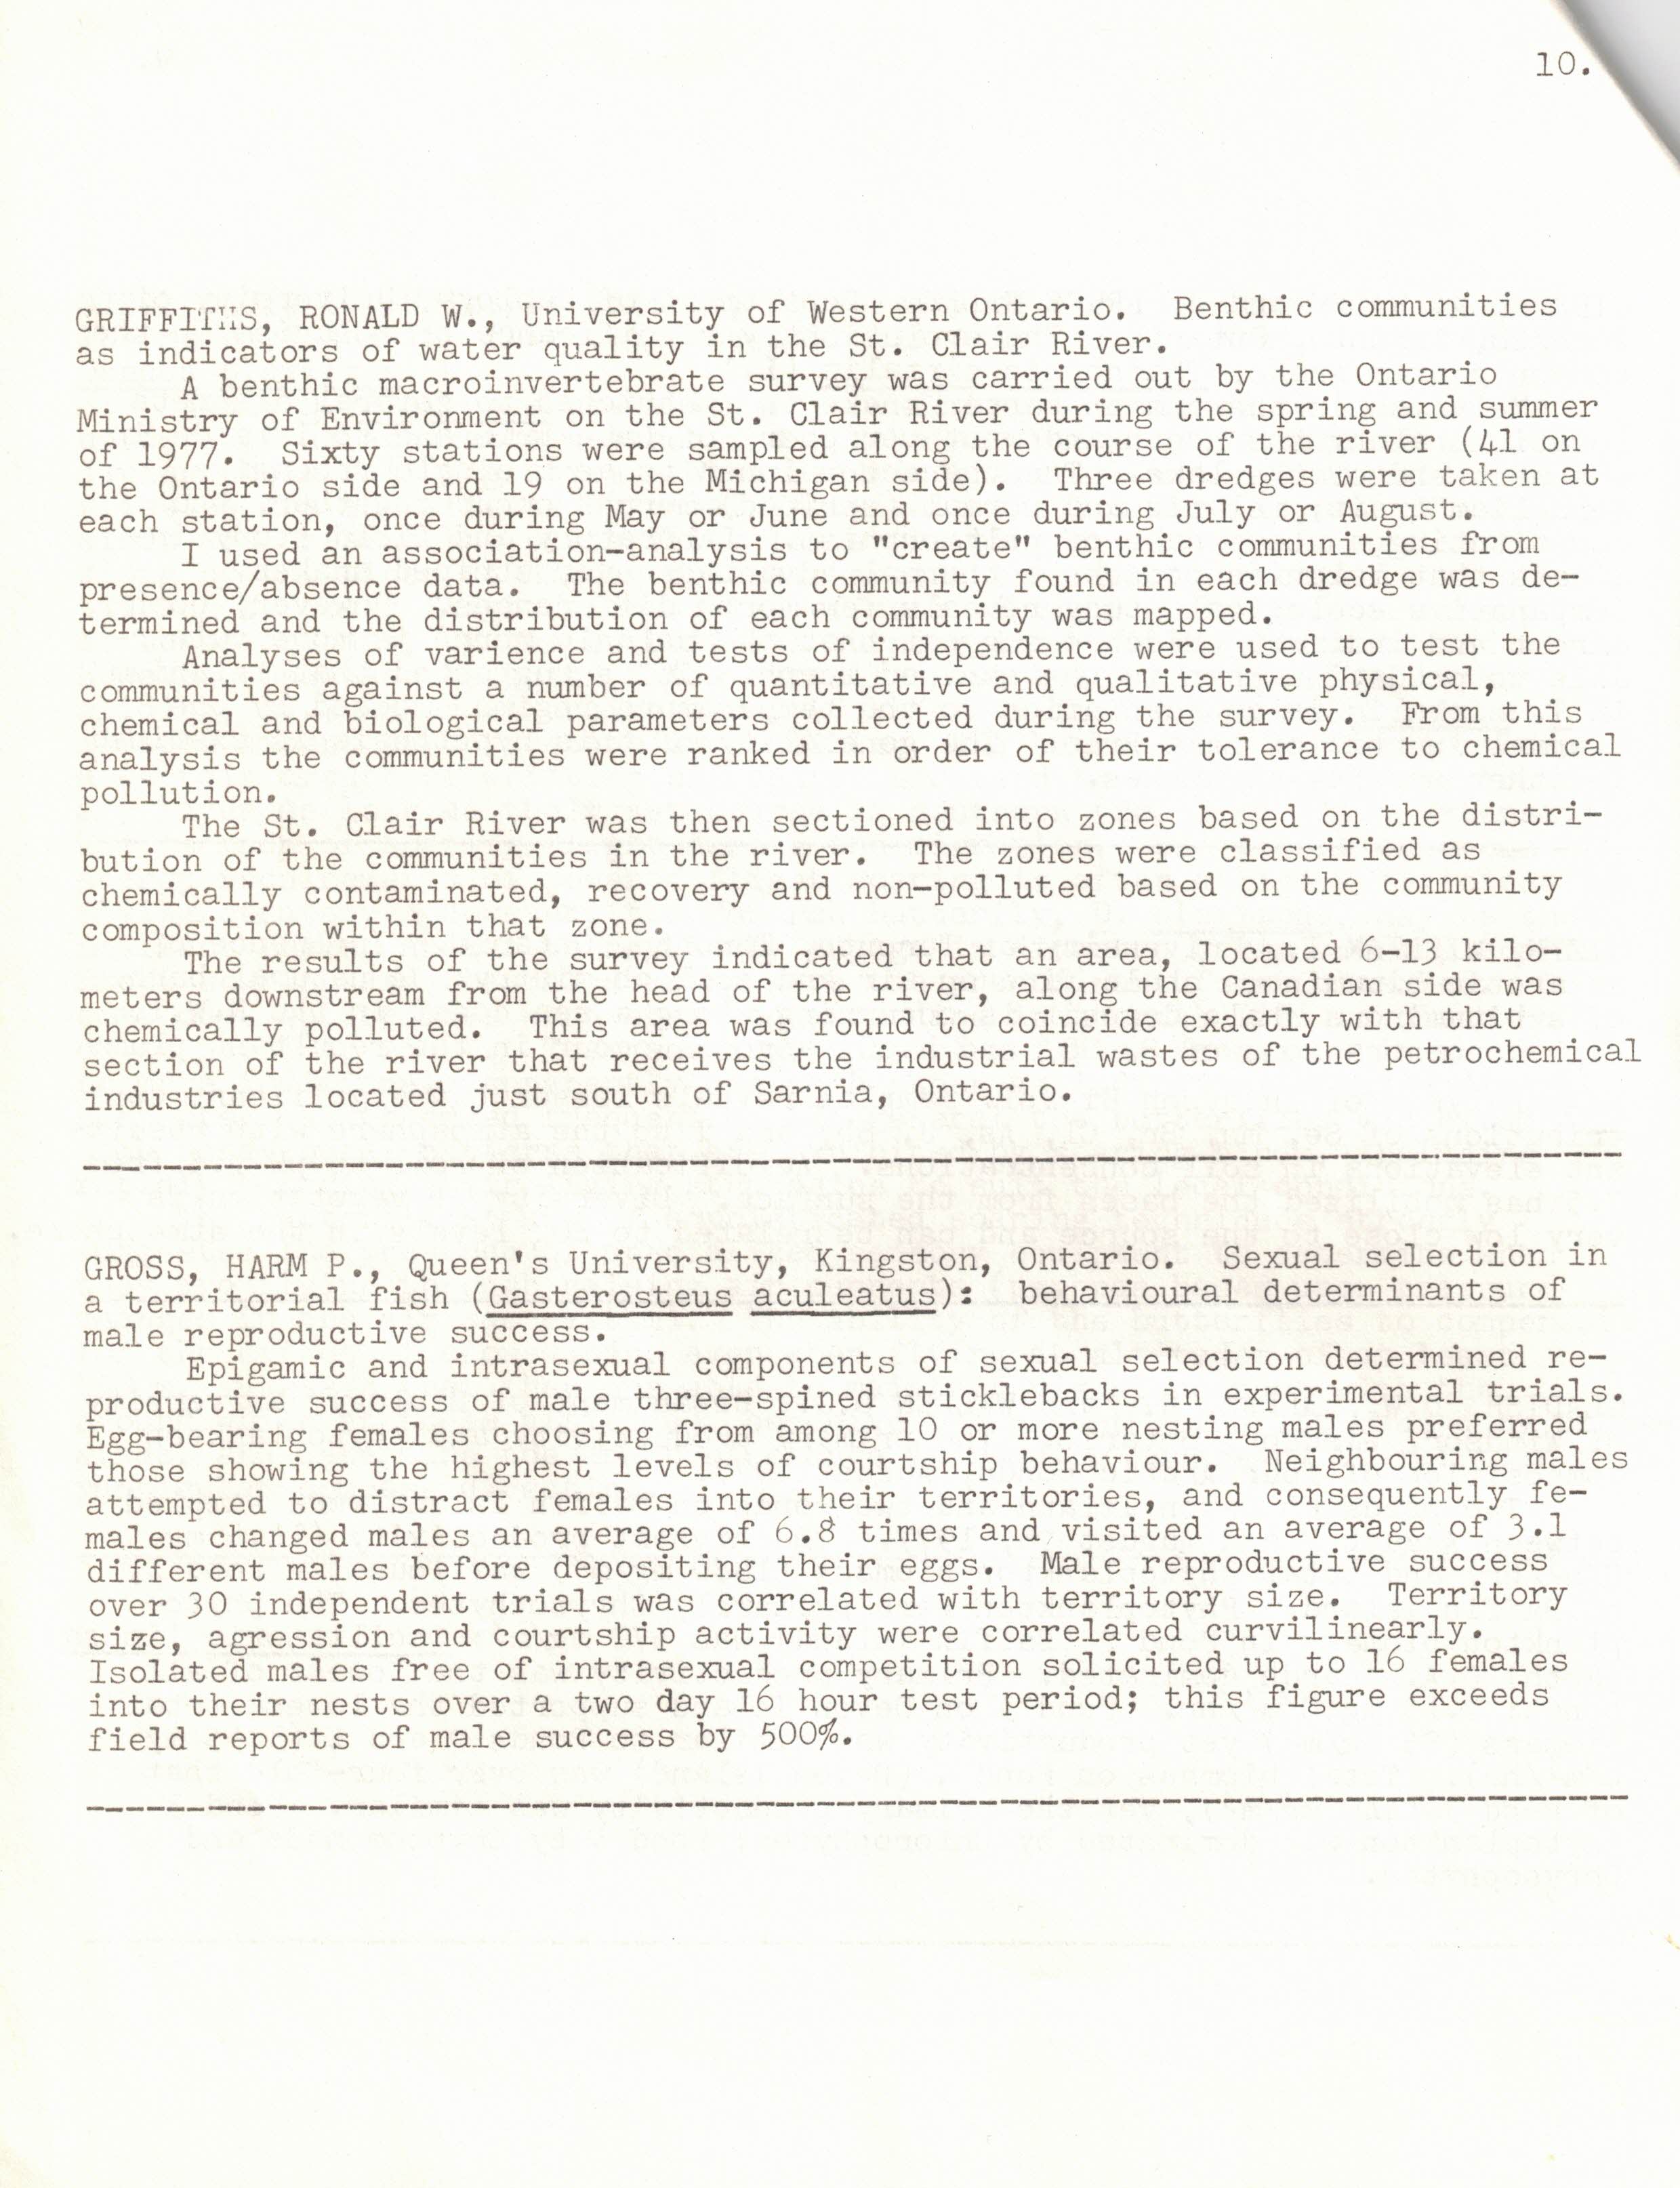 10.
GRIFFITHS, RONALD W., University of Western Ontario. Benthic communities
as indicators of water quality in the St. Clair River.
A benthic macroinvertebrate survey was carried out by the Ontario
Ministry of Environment on the St. Clair River during the spring and summer
of 1977. Sixty stations were sampled along the course of the river (41 on
the Ontario side and 19 on the Michigan side). Three dredges were taken at
each station, once during May or June and once during July or August.
I used an association-analysis to "create" benthic communities from
presence/absence data. The benthic community found in each dredge was de-
termined and the distribution of each community was mapped.
Analyses of varience and tests of independence were used to test the
communities against a number of quantitative and qualitative physical,
chemical and biological parameters collected during the survey. From this
analysis the communities were ranked in order of their tolerance to chemical
pollution.
The St. Clair River was then sectioned into zones based on the distri-
bution of the communities in the river. The zones were classified as
chemically contaminated, recovery and non-polluted based on the community
composition within that zone.
The results of the survey indicated that an area, located 6-13 kilo-
meters downstream from the head of the river, along the Canadian side was
chemically polluted. This area was found to coincide exactly with that
section of the river that receives the industrial wastes of the petrochemical
industries located just south of Sarnia, Ontario.
GROSS, HARM P., Queen's University, Kingston, Ontario. Sexual selection in
a territorial fish (Gasterosteus aculeatus): behavioural determinants of
male reproductive success.
Epigamic and intrasexual components of sexual selection determined re-
productive success of male three-spined sticklebacks in experimental trials.
Egg-bearing females choosing from among 10 or more nesting males preferred
those showing the highest levels of courtship behaviour. Neighbouring males
attempted to distract females into their territories, and consequently fe-
males changed males an average of 6.8 times and visited an average of 3.1
different males before depositing their eggs. Male reproductive success
over 30 independent trials was correlated with territory size. Territory
size, agression and courtship activity were correlated curvilinearly.
Isolated males free of intrasexual competition solicited up to 16 females
into their nests over a two day 16 hour test period; this figure exceeds
field reports of male success by 500%.